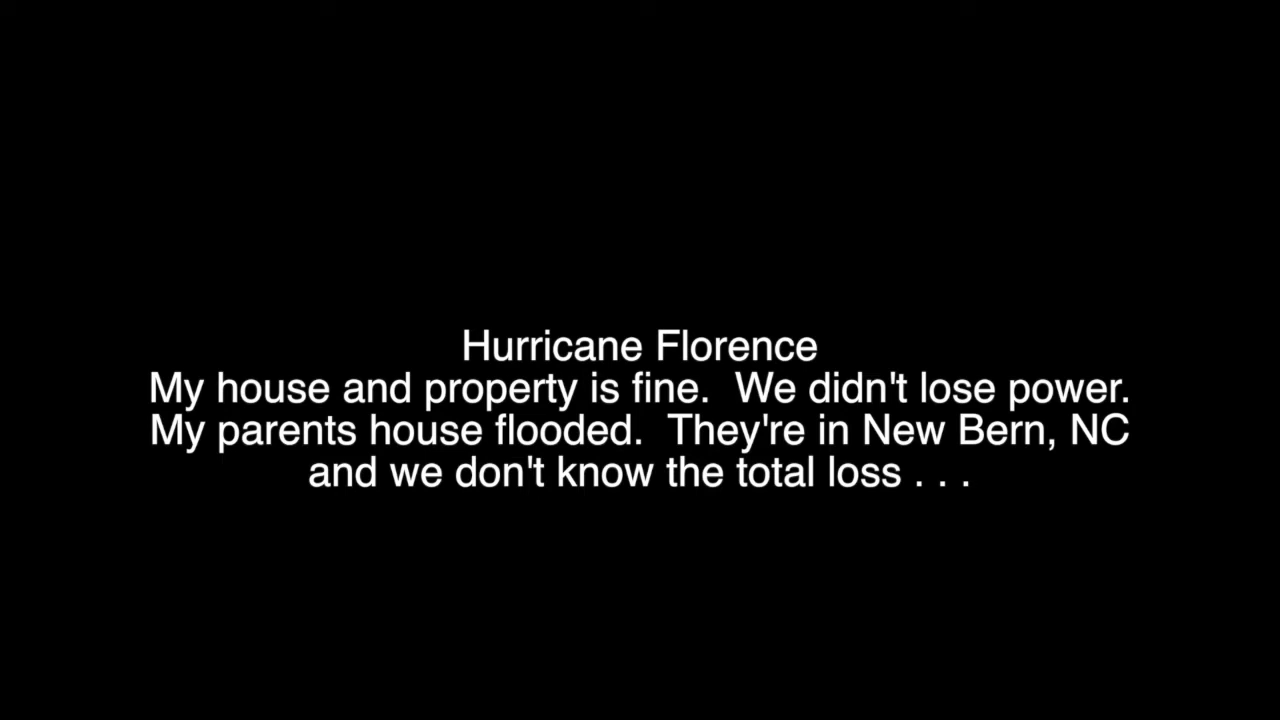 Hurricane Florence
My house and property is fine.  We didn't lose power.
My parents house flooded.  They're in New Bern, NC
and we don't know the total loss . . .